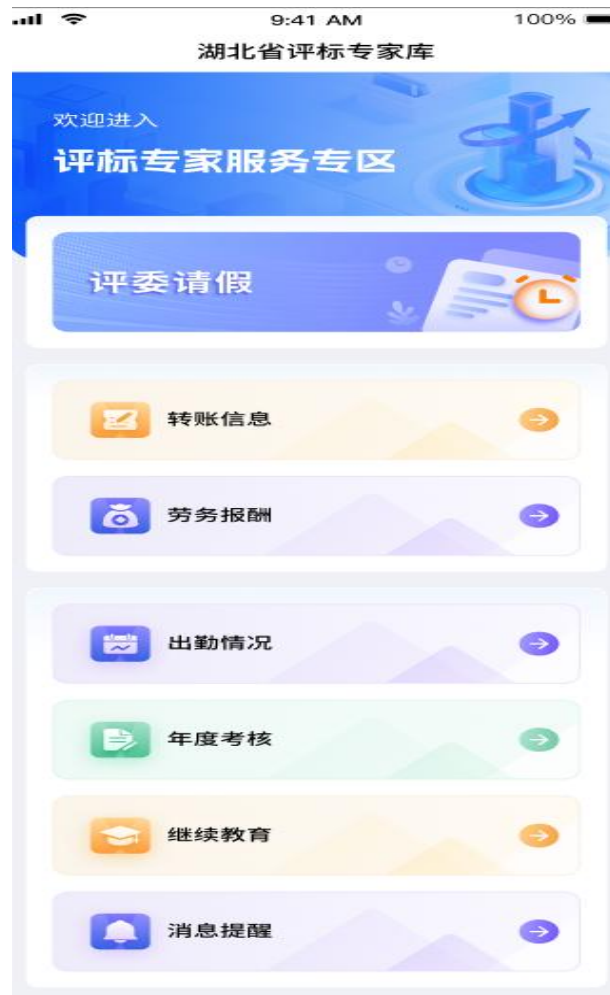 9:41 AM
100%
湖北省评标专家库
欢迎进入
评标专家服务专区
评委请假
转账信息
劳务报酬
出勤情况
年度考核
继续教育
消息提醒